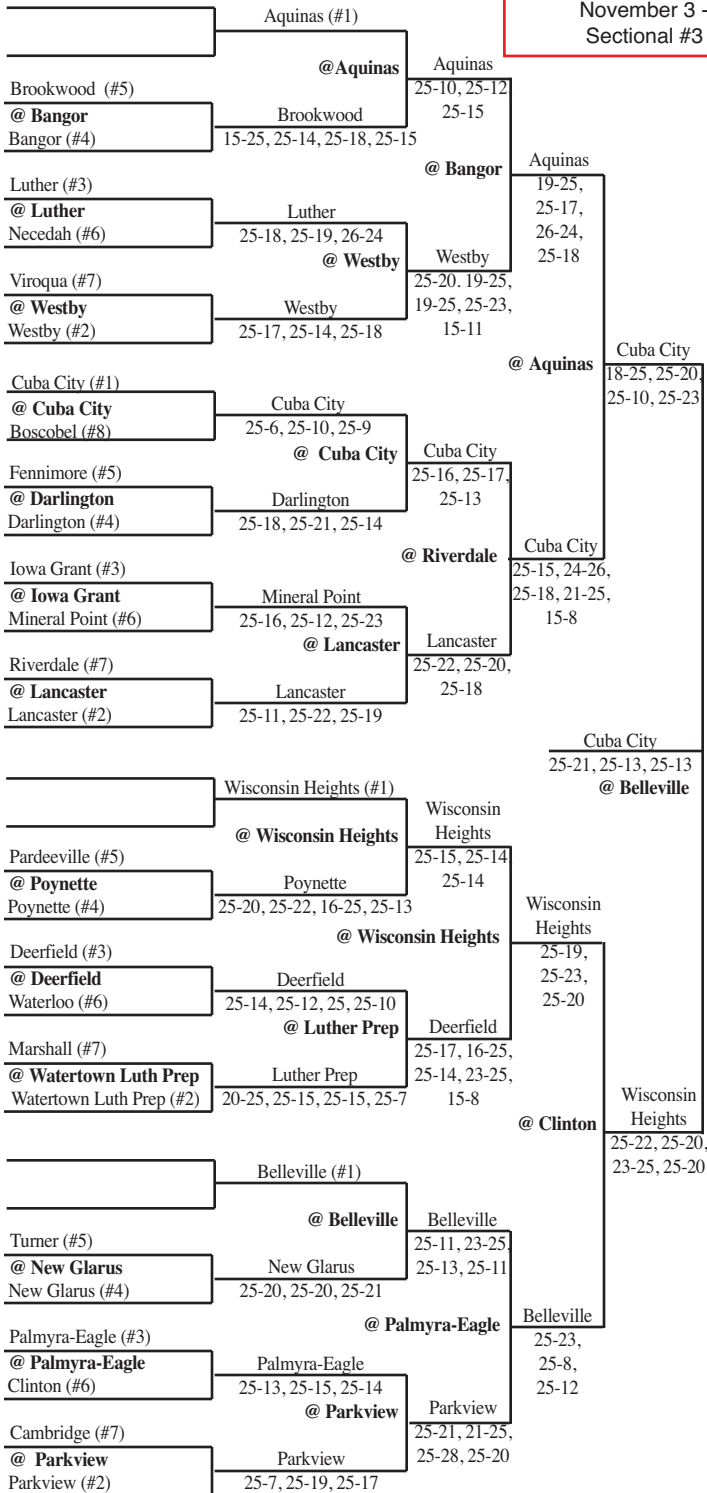 November 3 -
Sectional #3
Aquinas (#1)
@Aquinas
Aquinas
25-10, 25-12
25-15
Brookwood (#5)
@ Bangor
Bangor (#4)
Brookwood
15-25, 25-14, 25-18, 25-15
@ Bangor
Aquinas
19-25,
25-17,
26-24,
25-18
Luther (#3)
@ Luther
Necedah (#6)
Luther
25-18, 25-19, 26-24
@ Westby
Westby
25-20. 19-25,
19-25, 25-23,
15-11
Viroqua (#7)
@ Westby
Westby (#2)
Westby
25-17, 25-14, 25-18
@ Aquinas
Cuba City
18-25, 25-20,
25-10, 25-23
Cuba City (#1)
@ Cuba City
Boscobel (#8)
Cuba City
25-6, 25-10, 25-9
@ Cuba City
Cuba City
25-16, 25-17,
25-13
Fennimore (#5)
@ Darlington
Darlington (#4)
Darlington
25-18, 25-21, 25-14
@ Riverdale
Cuba City
25-15, 24-26,
25-18, 21-25,
15-8
Iowa Grant (#3)
@ Iowa Grant
Mineral Point (#6)
Mineral Point
25-16, 25-12, 25-23
@ Lancaster
Lancaster
25-22, 25-20,
25-18
Riverdale (#7)
@ Lancaster
Lancaster (#2)
Lancaster
25-11, 25-22, 25-19
Cuba City
25-21, 25-13, 25-13
@ Belleville
Wisconsin Heights (#1)
@ Wisconsin Heights
Wisconsin
Heights
25-15, 25-14
25-14
Pardeeville (#5)
@ Poynette
Poynette (#4)
Poynette
25-20, 25-22, 16-25, 25-13
@ Wisconsin Heights
Wisconsin
Heights
25-19,
25-23,
25-20
Deerfield (#3)
@ Deerfield
Waterloo (#6)
Deerfield
25-14, 25-12, 25, 25-10
@ Luther Prep
Deerfield
25-17, 16-25,
25-14, 23-25,
15-8
Marshall (#7)
@ Watertown Luth Prep
Watertown Luth Prep (#2)
Luther Prep
20-25, 25-15, 25-15, 25-7
@ Clinton
Wisconsin
Heights
25-22, 25-20,
23-25, 25-20
Belleville (#1)
@ Belleville
Belleville
25-11, 23-25,
25-13, 25-11
Turner (#5)
@ New Glarus
New Glarus (#4)
New Glarus
25-20, 25-20, 25-21
@ Palmyra-Eagle
Belleville
25-23,
25-8,
25-12
Palmyra-Eagle (#3)
@ Palmyra-Eagle
Clinton (#6)
Palmyra-Eagle
25-13, 25-15, 25-14
@ Parkview
Parkview
25-21, 21-25,
25-28, 25-20
Cambridge (#7)
@ Parkview
Parkview (#2)
Parkview
25-7, 25-19, 25-17